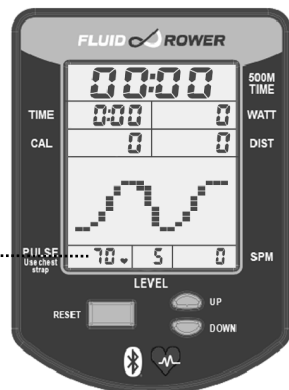 FLUID ROWER
00:00 500M TIME
TIME 0:00 0 WATT
CAL 0 0 DIST
PULSE Use chest strap 70 5 0 SPM
LEVEL
RESET UP
DOWN